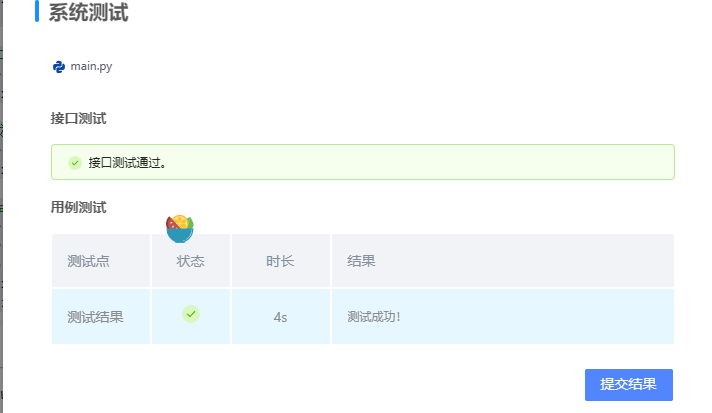 系统测试
main.py
接口测试
接口测试通过。
用例测试
测试点 状态 时长 结果
测试结果 4s 测试成功!
提交结果